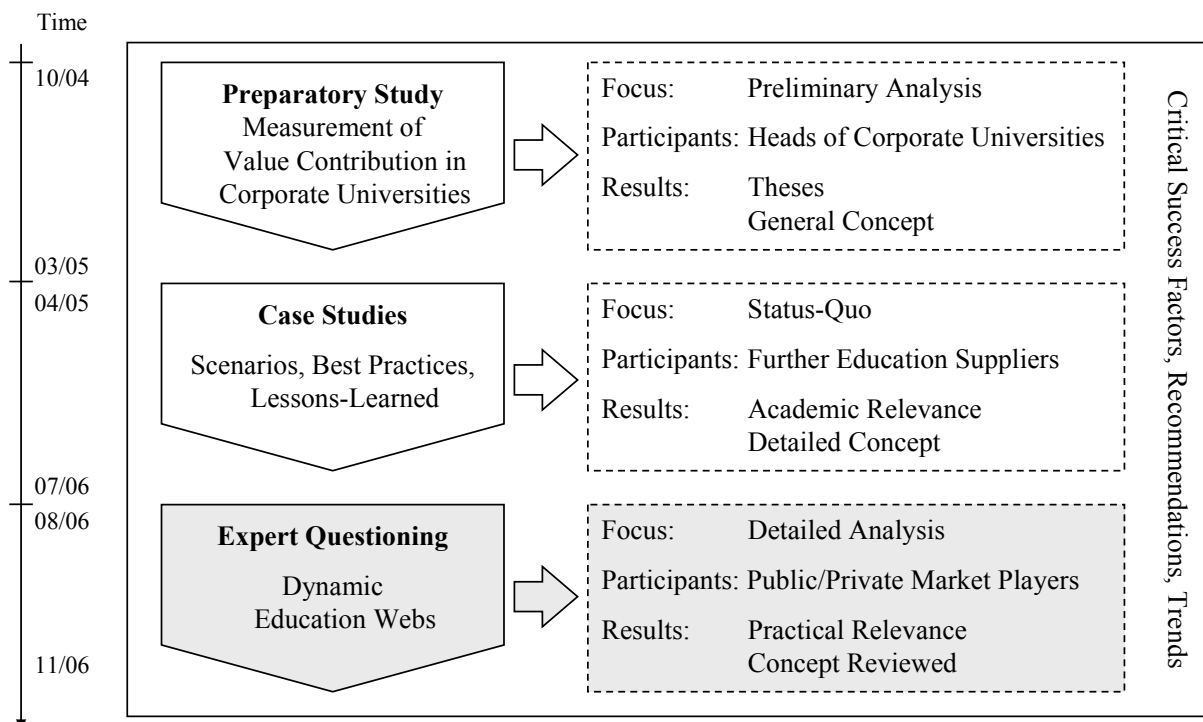 Time
10/04
Preparatory Study
Measurement of
Value Contribution in
Corporate Universities
Focus: Preliminary Analysis
Participants: Heads of Corporate Universities
Results: Theses
General Concept
03/05
04/05
Case Studies
Scenarios, Best Practices,
Lessons-Learned
Focus: Status-Quo
Participants: Further Education Suppliers
Results: Academic Relevance
Detailed Concept
07/06
08/06
Expert Questioning
Dynamic
Education Webs
Focus: Detailed Analysis
Participants: Public/Private Market Players
Results: Practical Relevance
Concept Reviewed
11/06
Critical Success Factors, Recommendations, Trends